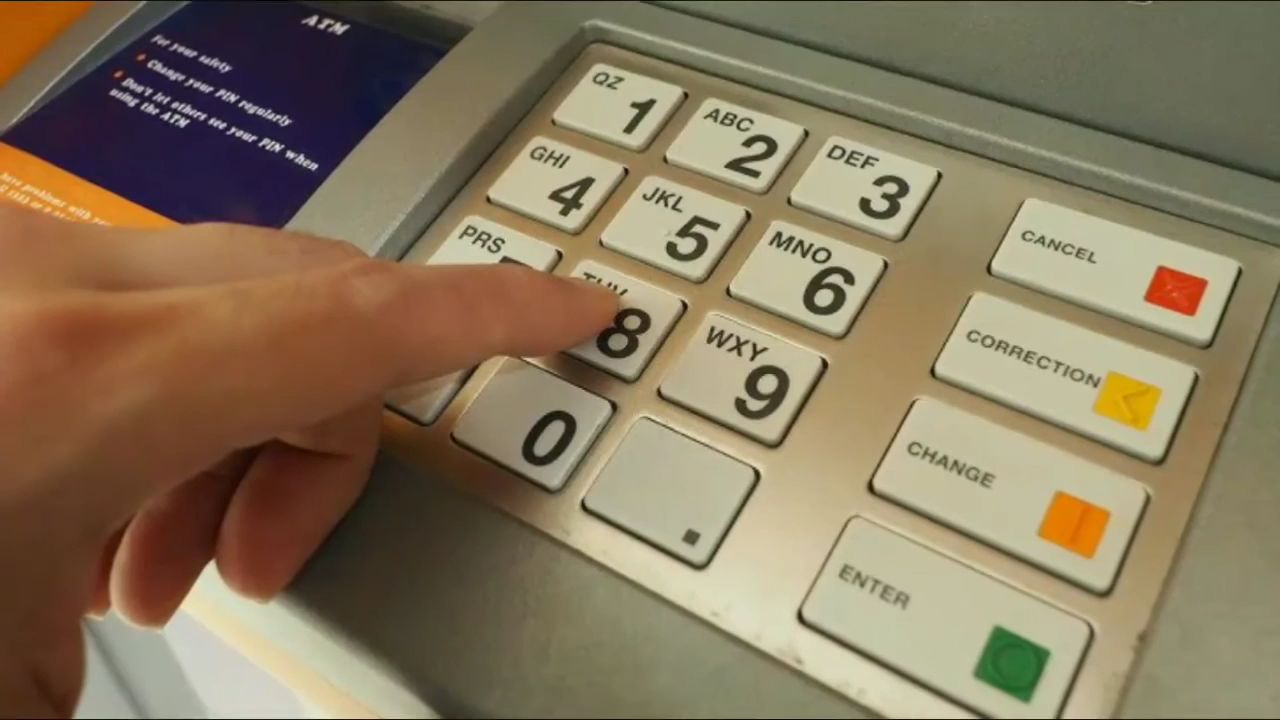 ATM
For your safety
Change your PIN regularly
Don't let others see your PIN when
using the ATM
QZ
1
ABC
2
DEF
3
GHI
4
JKL
5
MNO
6
PRS
8
WXY
9
0
.
CANCEL
CORRECTION
CHANGE
ENTER